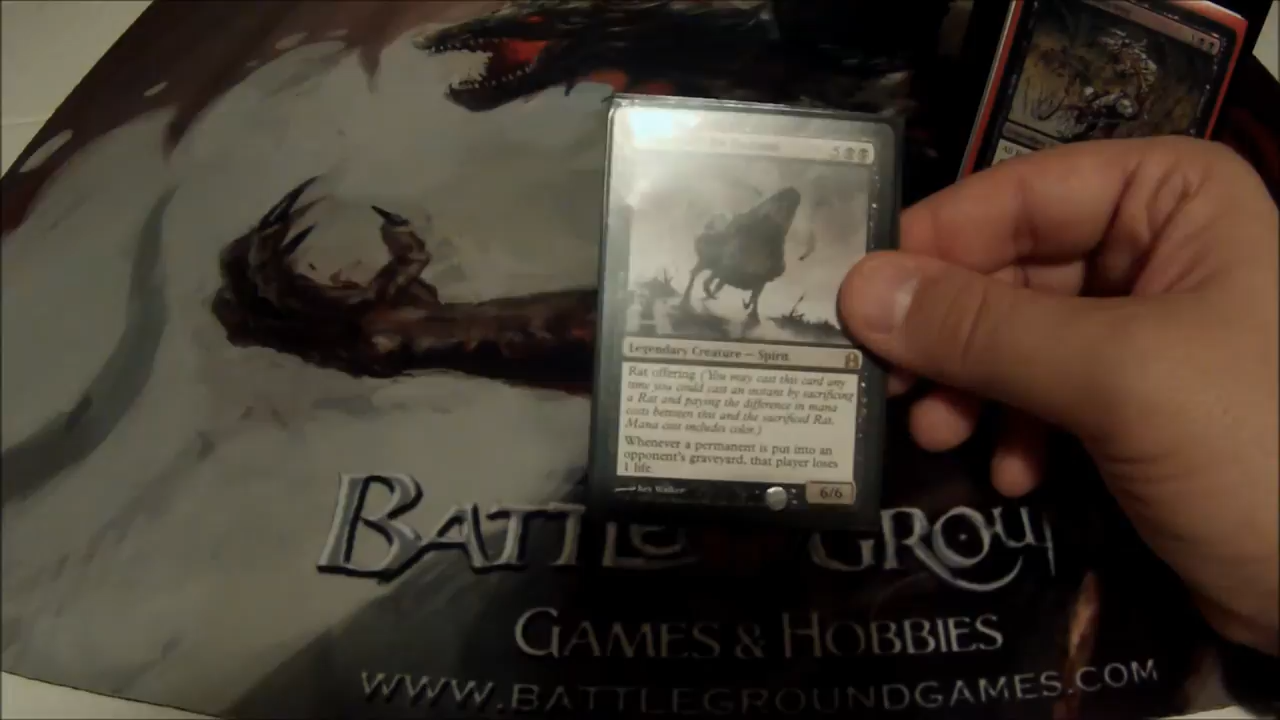 5
Legendary Creature — Spirit
Rat offering (You may cast this card any
time you could cast an instant by sacrificing
a Rat and paying the difference in mana
costs between this and the sacrificed Rat.
Mana cost includes color.)
Whenever a permanent is put into an
opponent's graveyard, that player loses
1 life.
6/6
GAMES & HOBBIES
WWW.BATTLEGROUNDGAMES.COM